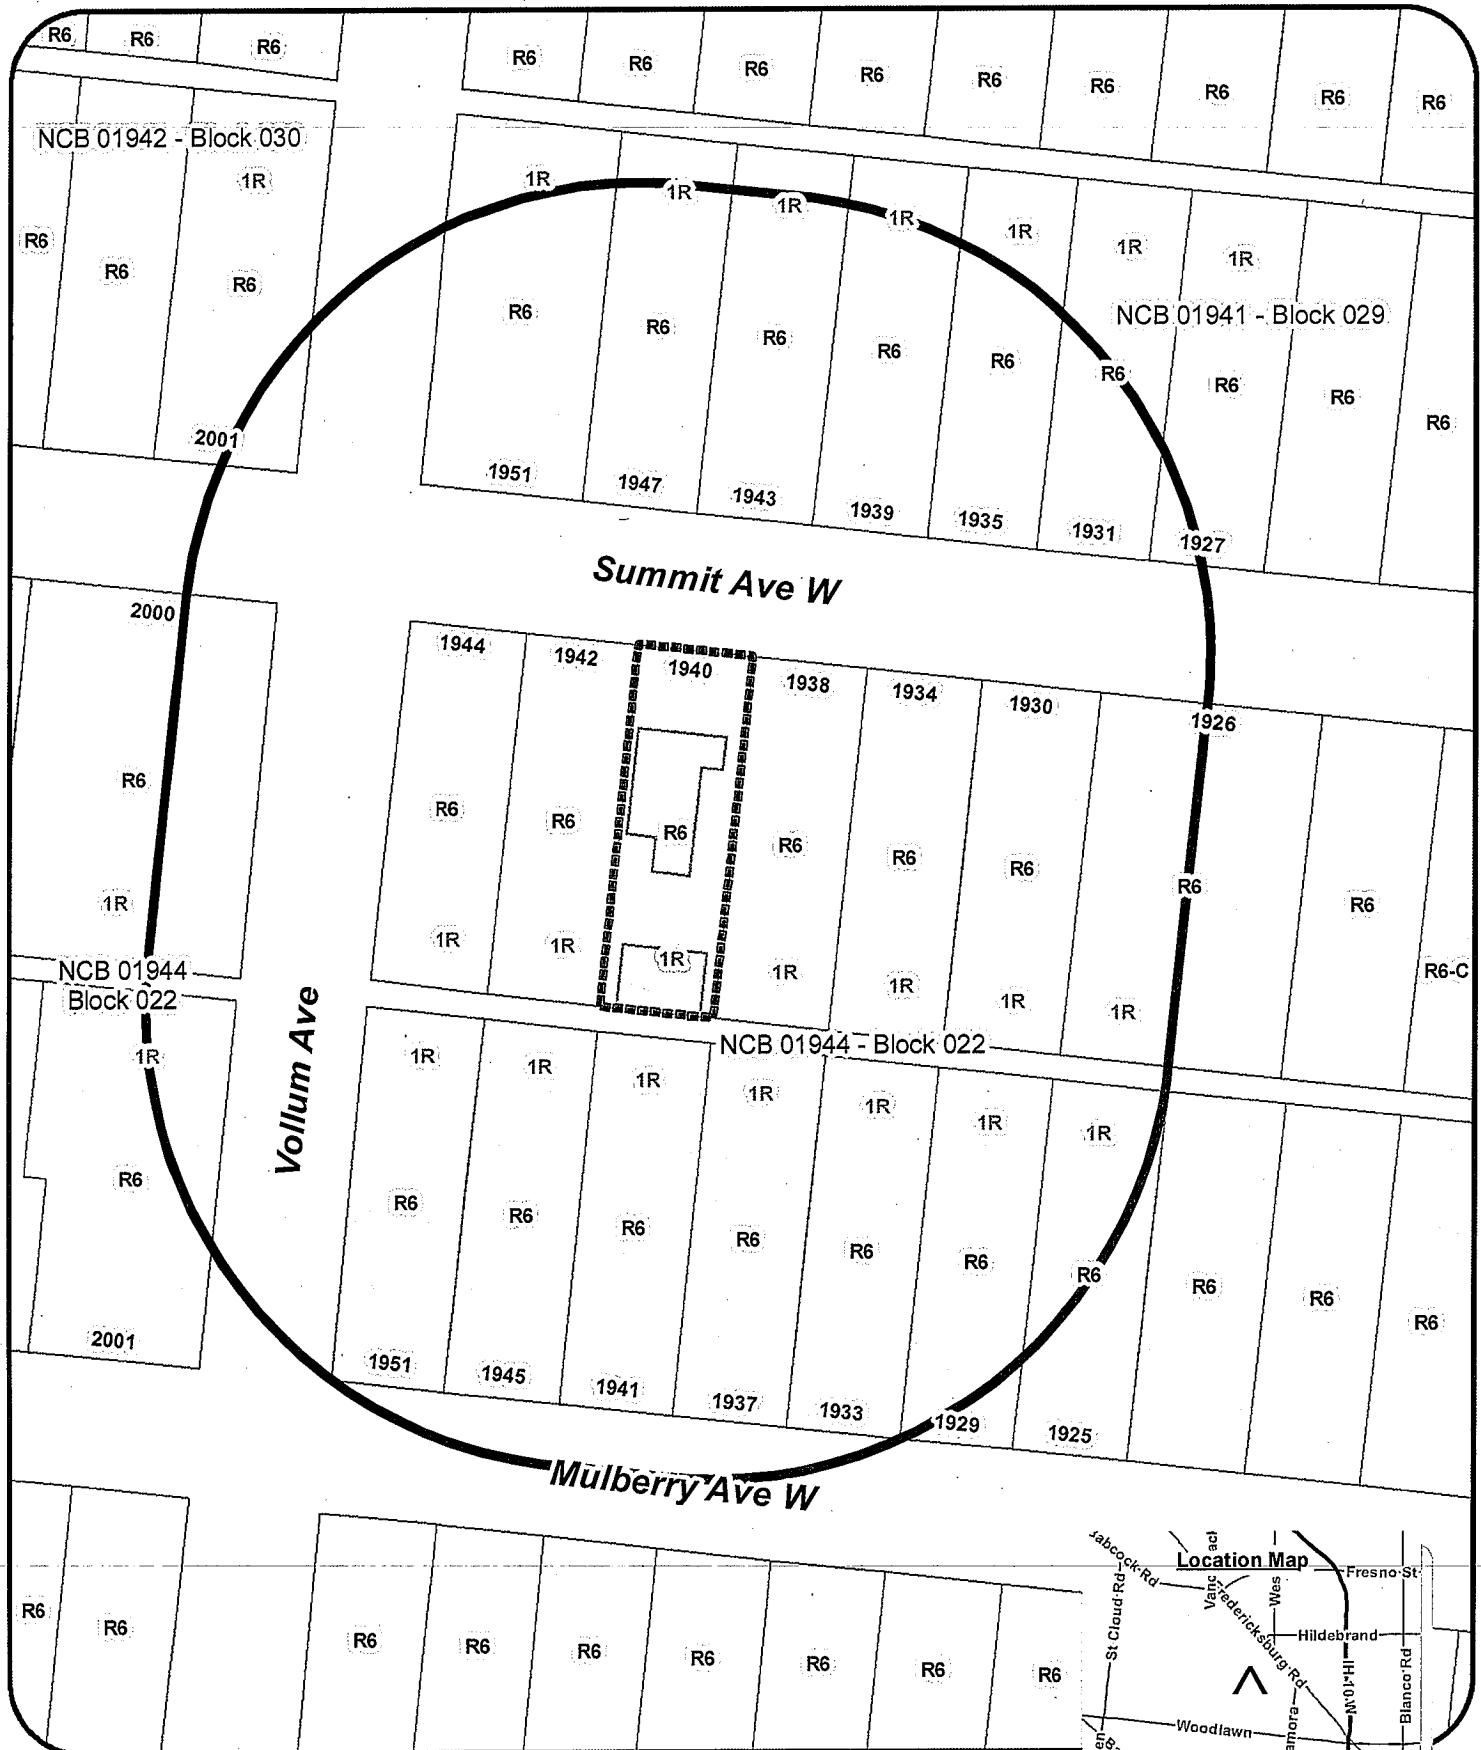 R6
R6
R6
R6
R6
R6
R6
R6
R6
R6
R6
R6
NCB 01942 - Block 030
1R
1R
1R
1R
1R
1R
1R
1R
R6
R6
R6
R6
R6
R6
R6
R6
NCB 01941 - Block 029
R6
R6
R6
R6
2001
1951
1947
1943
1939
1935
1931
1927
Summit Ave W
2000
1944
1942
1940
1938
1934
1930
1926
R6
R6
R6
R6
R6
R6
R6
R6
R6
1R
1R
1R
1R
1R
1R
1R
1R
R6-C
NCB 01944
Block 022
NCB 01944 - Block 022
Vollum Ave
1R
1R
1R
1R
1R
1R
1R
1R
R6
R6
R6
R6
R6
R6
R6
R6
R6
R6
R6
2001
1951
1945
1941
1937
1933
1929
1925
Mulberry Ave W
R6
R6
R6
R6
R6
R6
R6
R6
R6
Location Map
Fresno St
St Cloud Rd
Fredericksburg Rd
Hildebrand
IH 10 W
Blanco Rd
Woodlawn